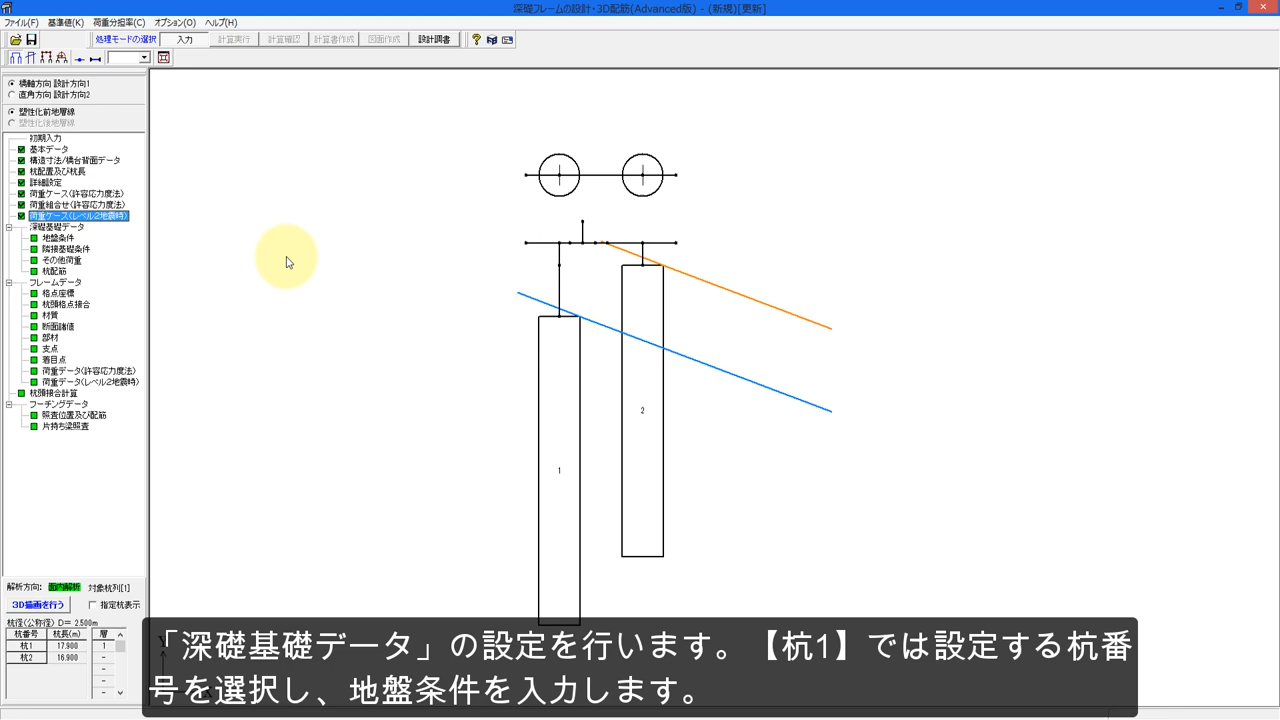 深礎フレームの設計・3D配筋(Advanced版) - (新規)[更新]
ファイル(F) 基準値(K) 荷重分担率(C) オプション(O) ヘルプ(H)
処理モードの選択 入力 計算実行 計算確認 計算書作成 図面作成 設計調書
橋軸方向 設計方向1
直角方向 設計方向2
塑性化前地層線
塑性化後地層線
初期入力
基本データ
構造寸法/橋台背面データ
杭配置及び杭長
詳細設定
荷重ケース(許容応力度法)
荷重組合せ(許容応力度法)
荷重ケース(レベル2地震時)
深礎基礎データ
地盤条件
隣接基礎条件
その他荷重
杭配筋
フレームデータ
格点座標
杭頭格点接合
材質
断面諸値
部材
支点
着目点
荷重データ(許容応力度法)
荷重データ(レベル2地震時)
杭頭接合計算
フーチングデータ
照査位置及び配筋
片持ち梁照査
1
2
解析方向: 面内解析 対象杭列[1]
3D描画を行う 指定杭表示
杭径(公称径) D= 2.500m
杭番号 杭長(m) 層
杭1 17.900 1
杭2 16.900 -
-
-
「深礎基礎データ」の設定を行います。【杭1】では設定する杭番
号を選択し、地盤条件を入力します。